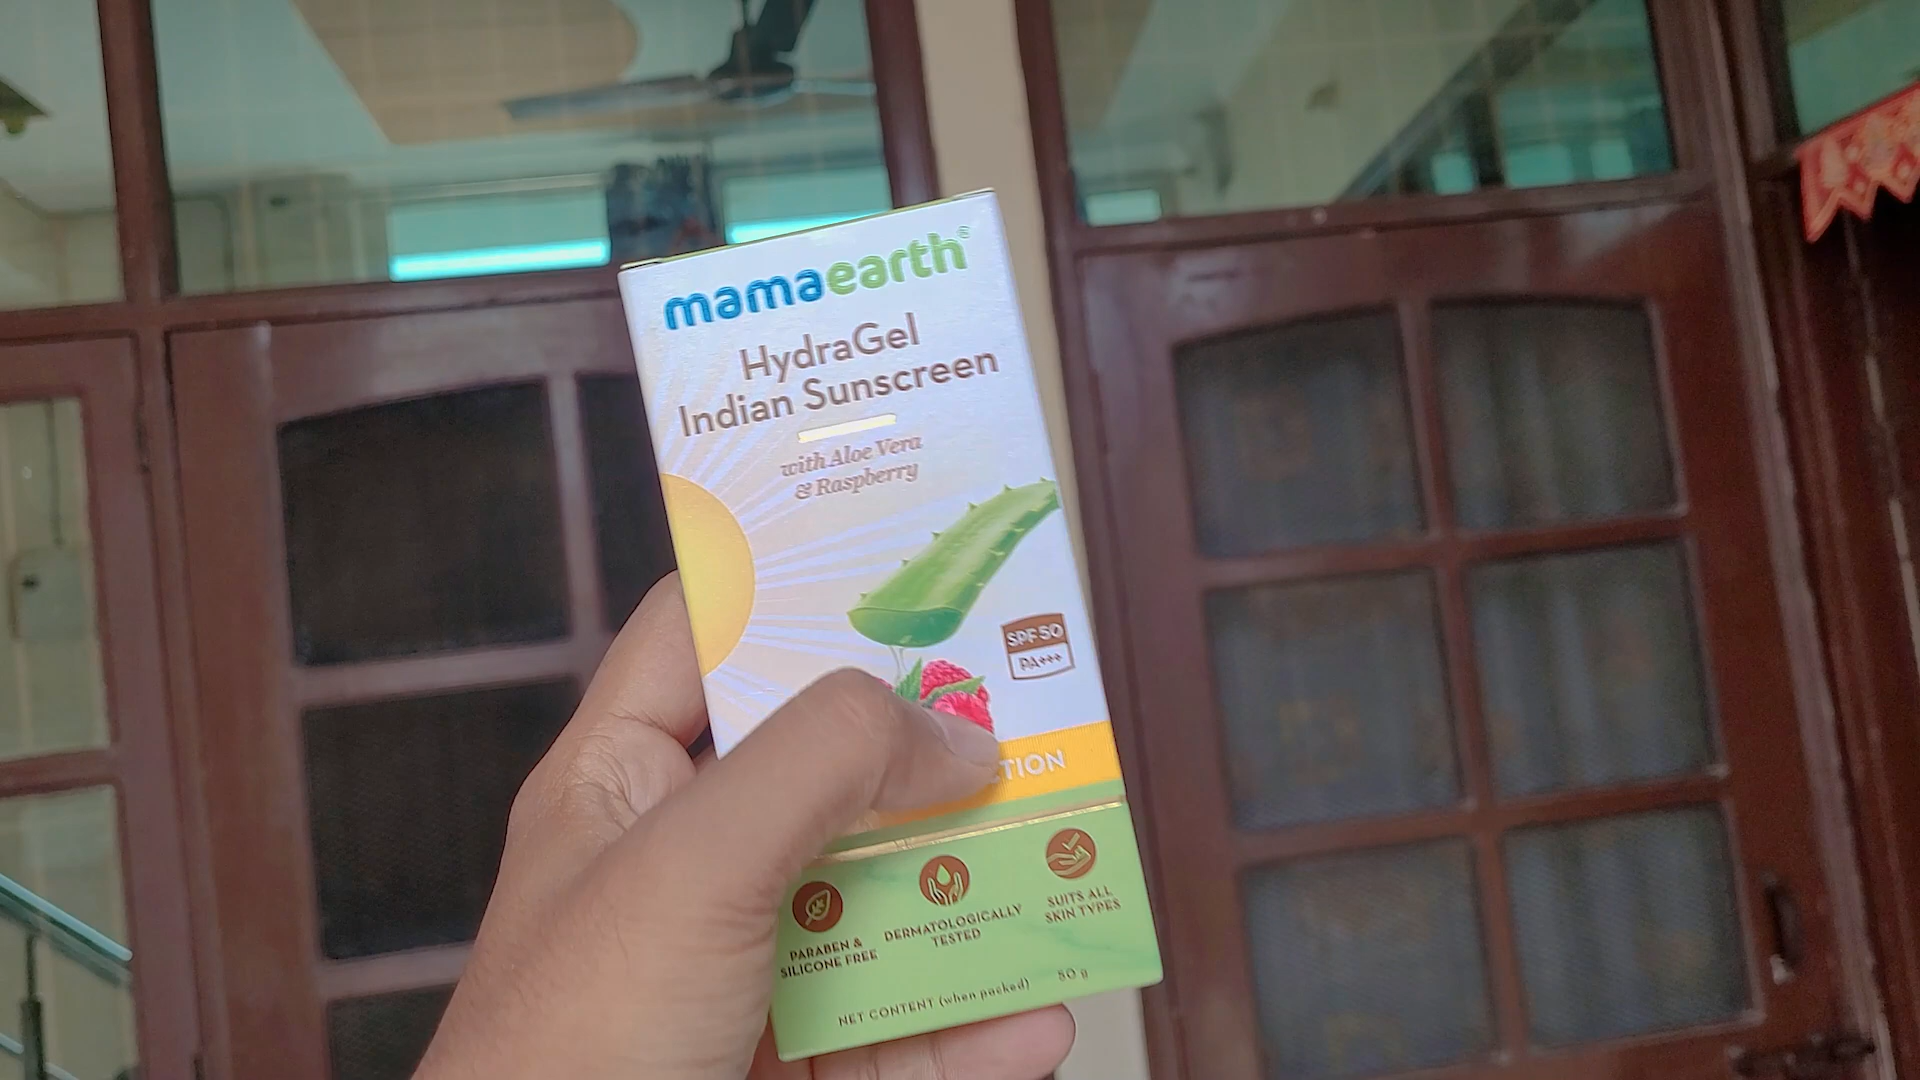 mamaearth®
HydraGel
Indian Sunscreen
with Aloe Vera
& Raspberry
SPF 50
PA+++
PARABEN &
SILICONE FREE
DERMATOLOGICALLY
TESTED
SUITS ALL
SKIN TYPES
NET CONTENT (when packed) 50 g